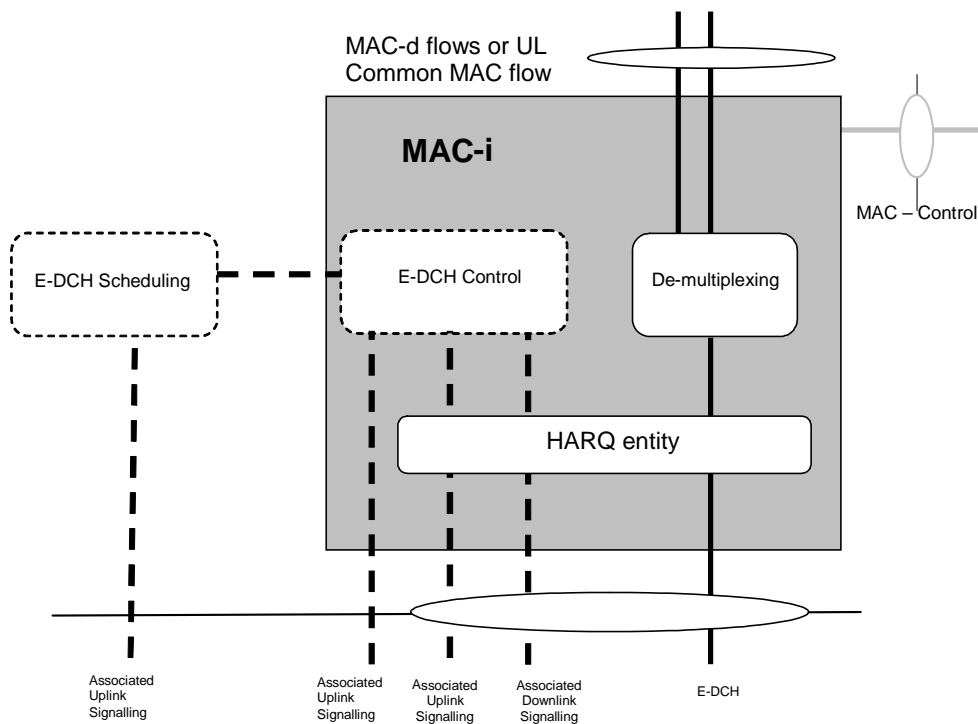 MAC-d flows or UL
Common MAC flow
MAC-i
MAC – Control
E-DCH Scheduling
E-DCH Control
De-multiplexing
HARQ entity
Associated
Uplink
Signalling
Associated
Uplink
Signalling
Associated
Uplink
Signalling
Associated
Downlink
Signalling
E-DCH